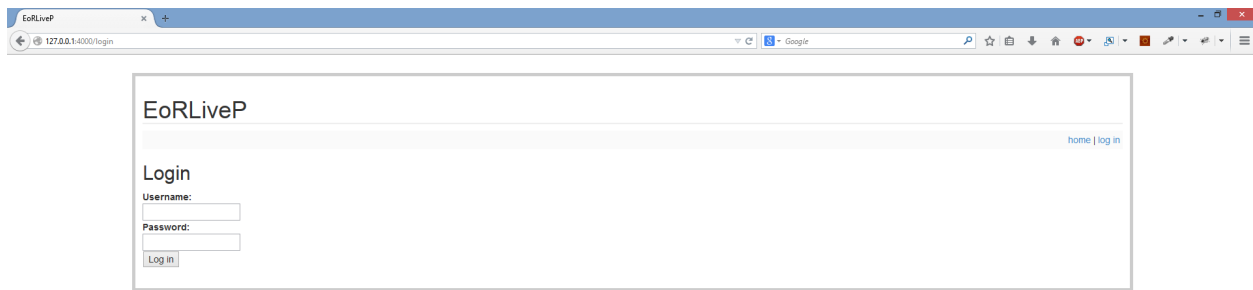 EoRLiveP
127.0.0.1:4000/login
Google
EoRLiveP
home | log in
Login
Username:
Password:
Log in